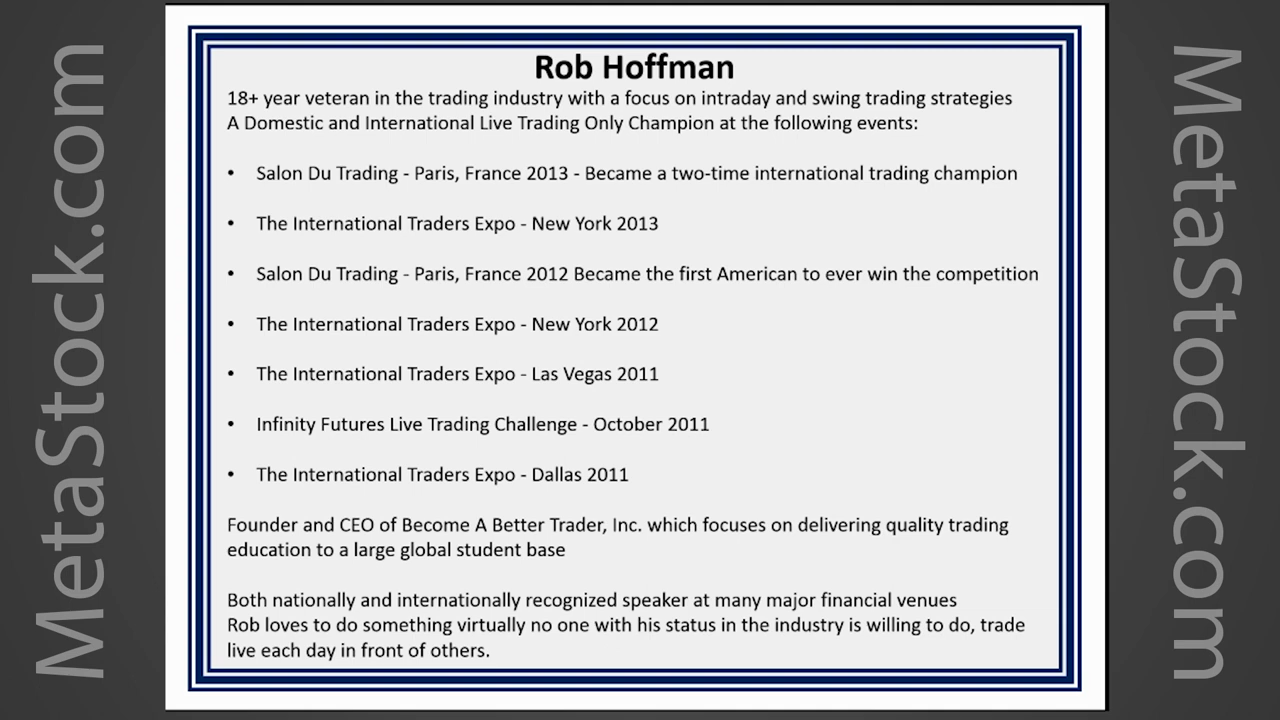 MetaStock.com
Rob Hoffman
18+ year veteran in the trading industry with a focus on intraday and swing trading strategies
A Domestic and International Live Trading Only Champion at the following events:
• Salon Du Trading - Paris, France 2013 - Became a two-time international trading champion
• The International Traders Expo - New York 2013
• Salon Du Trading - Paris, France 2012 Became the first American to ever win the competition
• The International Traders Expo - New York 2012
• The International Traders Expo - Las Vegas 2011
• Infinity Futures Live Trading Challenge - October 2011
• The International Traders Expo - Dallas 2011
Founder and CEO of Become A Better Trader, Inc. which focuses on delivering quality trading
education to a large global student base
Both nationally and internationally recognized speaker at many major financial venues
Rob loves to do something virtually no one with his status in the industry is willing to do, trade
live each day in front of others.
MetaStock.com